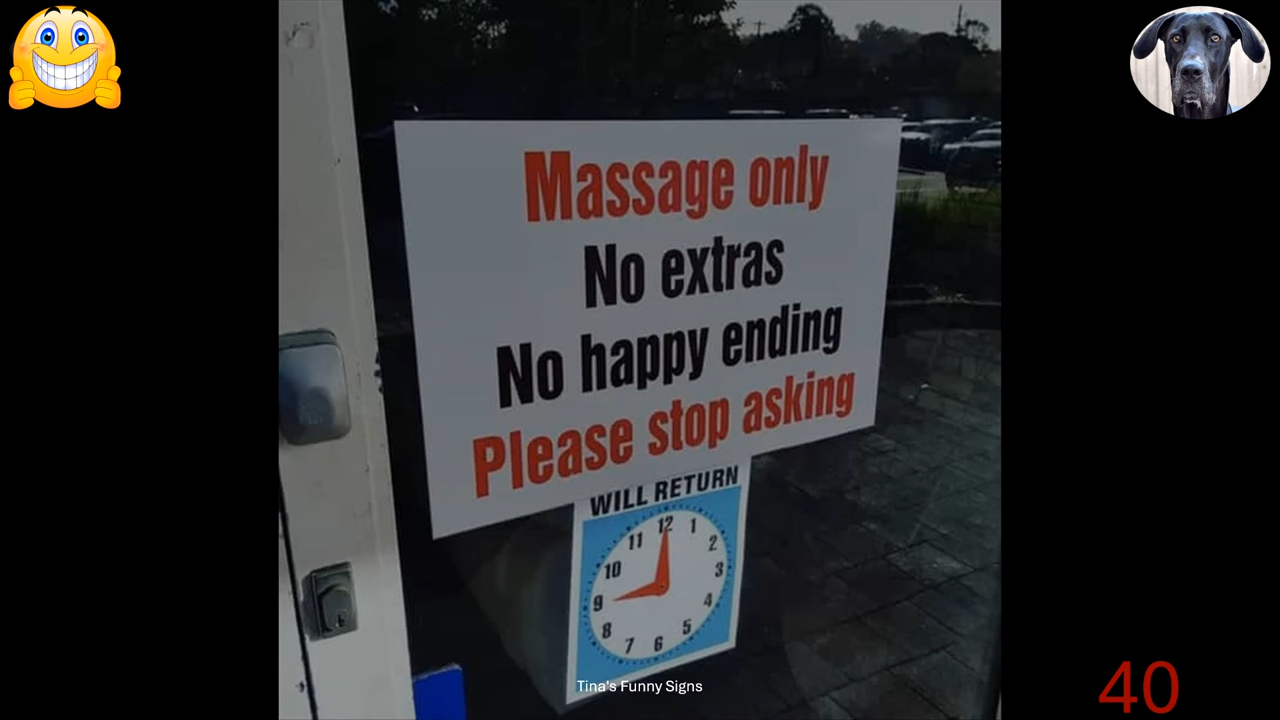 Massage only
No extras
No happy ending
Please stop asking
WILL RETURN
12
1
2
3
4
5
6
7
8
9
10
11
Tina's Funny Signs
40